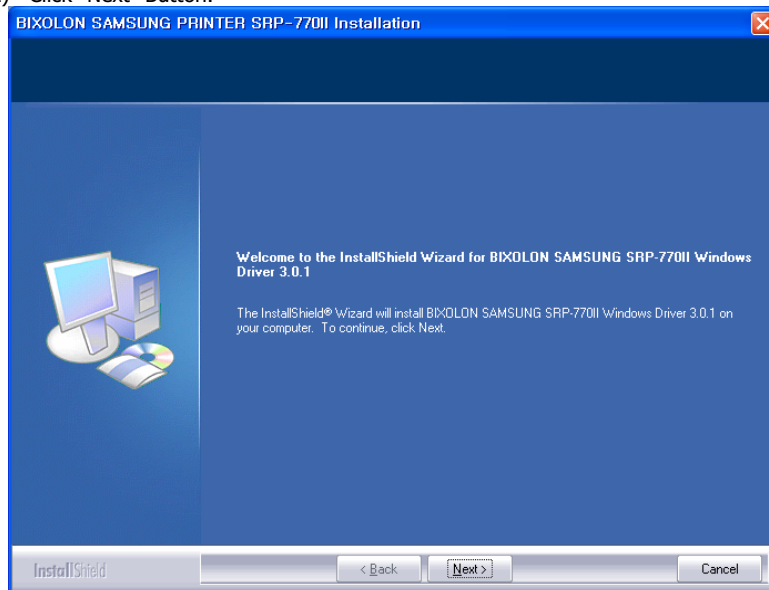 Click "Next" Button.
BIXOLON SAMSUNG PRINTER SRP-770II Installation
Welcome to the InstallShield Wizard for BIXOLON SAMSUNG SRP-770II Windows
Driver 3.0.1
The InstallShield® Wizard will install BIXOLON SAMSUNG SRP-770II Windows Driver 3.0.1 on
your computer. To continue, click Next.
InstallShield
< Back
Next >
Cancel